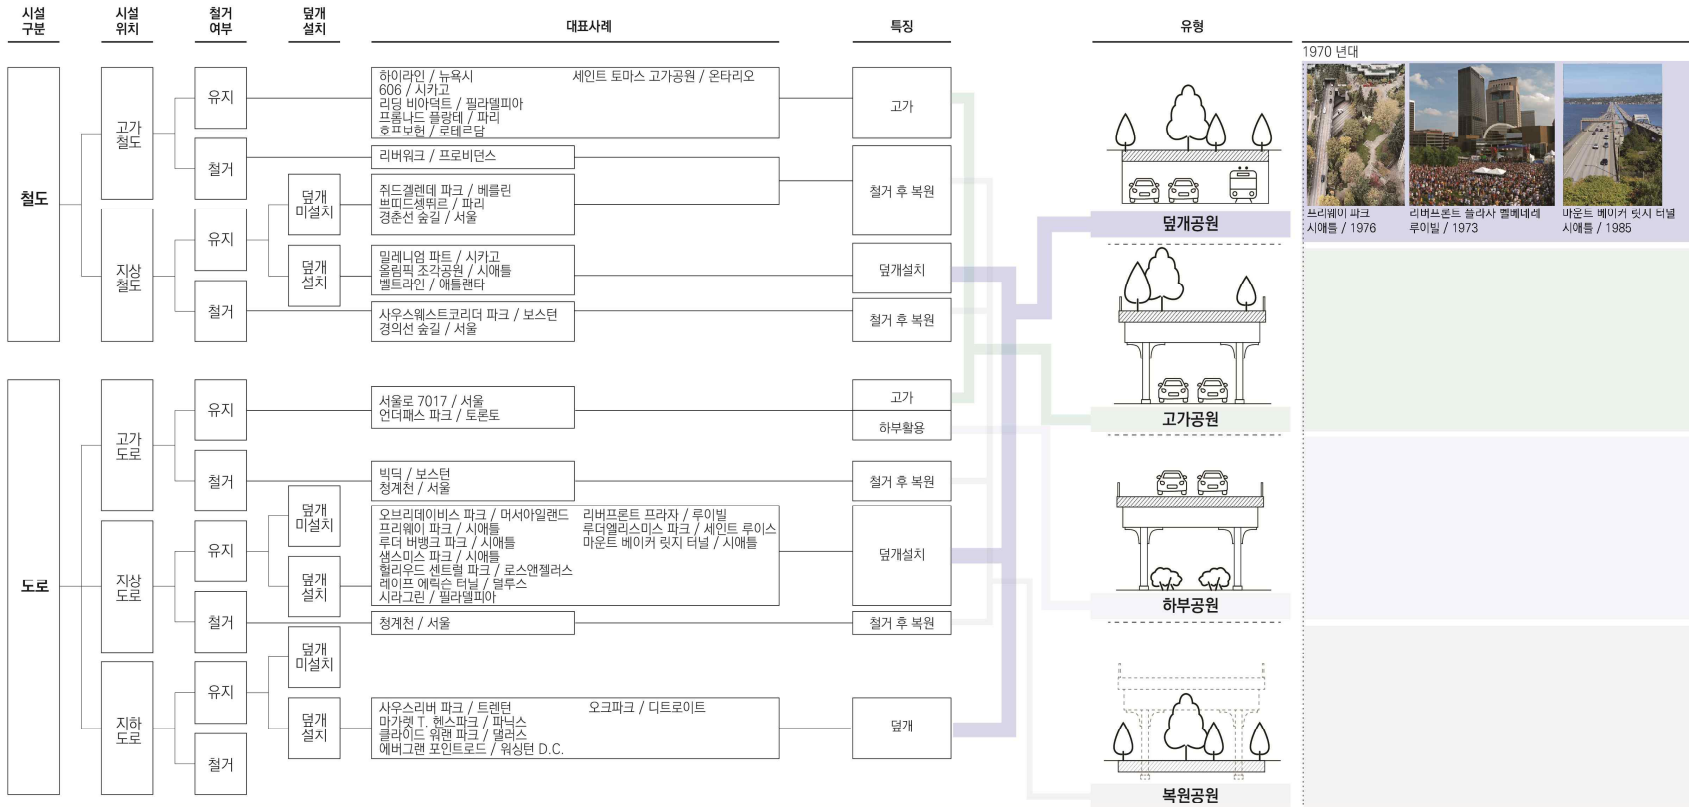 시설 구분
시설 위치
철거 여부
덮개 설치
대표사례
특징
유형
1970 년대
철도
고가 철도
유지
하이라인 / 뉴욕시
606 / 시카고
리딩 비아덕트 / 필라델피아
프롬나드 플랑테 / 파리
호프보헌 / 로테르담
세인트 토마스 고가공원 / 온타리오
고가
철거
리버워크 / 프로비던스
철거 후 복원
지상 철도
유지
덮개 미설치
쥐드겔렌데 파크 / 베를린
쁘띠드쌩뛰르 / 파리
경춘선 숲길 / 서울
덮개 설치
밀레니엄 파트 / 시카고
올림픽 조각공원 / 시애틀
벨트라인 / 애틀랜타
덮개설치
철거
사우스웨스트코리더 파크 / 보스턴
경의선 숲길 / 서울
철거 후 복원
도로
고가 도로
유지
서울로 7017 / 서울
언더패스 파크 / 토론토
고가
하부활용
철거
빅딕 / 보스턴
청계천 / 서울
철거 후 복원
지상 도로
유지
덮개 미설치
덮개 설치
오브리데이비스 파크 / 머서아일랜드
프리웨이 파크 / 시애틀
루더 버뱅크 파크 / 시애틀
샘스미스 파크 / 시애틀
헐리우드 센트럴 파크 / 로스앤젤러스
레이프 에릭슨 터널 / 덜루스
시라그린 / 필라델피아
리버프론트 프라자 / 루이빌
루더엘리스미스 파크 / 세인트 루이스
마운트 베이커 릿지 터널 / 시애틀
덮개설치
철거
청계천 / 서울
철거 후 복원
지하 도로
유지
덮개 미설치
덮개 설치
사우스리버 파크 / 트렌턴
마가렛 T. 헨스파크 / 파닉스
클라이드 워랜 파크 / 댈러스
에버그랜 포인트로드 / 워싱턴 D.C.
오크파크 / 디트로이트
덮개
철거
덮개공원
고가공원
하부공원
복원공원
프리웨이 파크
시애틀 / 1976
리버프론트 플라자 벨베데레
루이빌 / 1973
마운트 베이커 릿지 터널
시애틀 / 1985